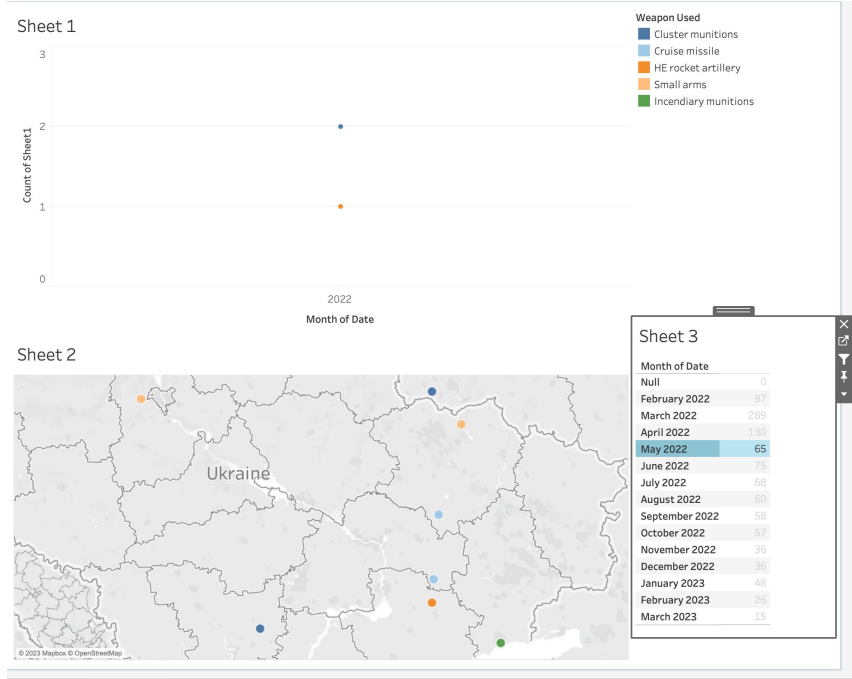 Sheet 1
3
2
1
0
Count of Sheet1
2022
Month of Date
Weapon Used
Cluster munitions
Cruise missile
HE rocket artillery
Small arms
Incendiary munitions
Sheet 2
Ukraine
© 2023 Mapbox © OpenStreetMap
Sheet 3
Month of Date
Null 0
February 2022 97
March 2022 289
April 2022 130
May 2022 65
June 2022 75
July 2022 68
August 2022 60
September 2022 58
October 2022 57
November 2022 36
December 2022 36
January 2023 48
February 2023 26
March 2023 15